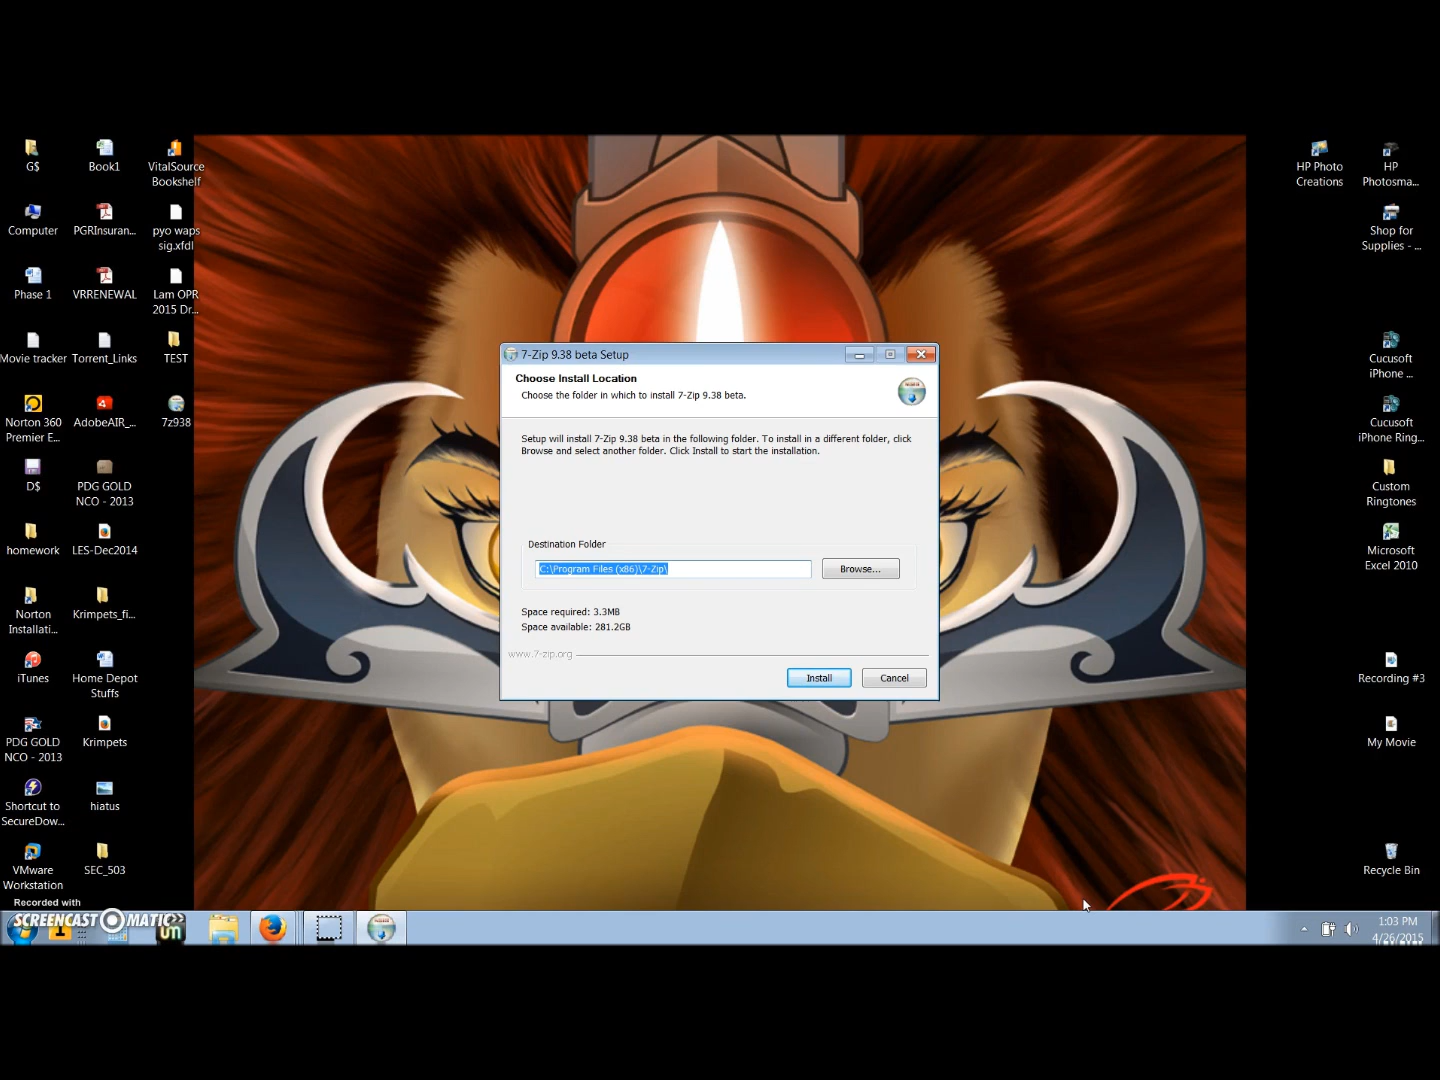 G$
Book1
VitalSource
Bookshelf
HP Photo
Creations
HP
Photosma...
Computer
PGRInsuran...
pyo waps
sig.xfdl
Shop for
Supplies - ...
Phase 1
VRRENEWAL
Lam OPR
2015 Dr...
Movie tracker
Torrent_Links
TEST
Cucusoft
iPhone ...
Norton 360
Premier E...
AdobeAIR_...
7z938
Cucusoft
iPhone Ring...
D$
PDG GOLD
NCO - 2013
Custom
Ringtones
homework
LES-Dec2014
Microsoft
Excel 2010
Norton
Installati...
Krimpets_fi...
iTunes
Home Depot
Stuffs
Recording #3
PDG GOLD
NCO - 2013
Krimpets
My Movie
Shortcut to
SecureDow...
hiatus
VMware
Workstation
SEC_503
Recycle Bin
7-Zip 9.38 beta Setup
Choose Install Location
Choose the folder in which to install 7-Zip 9.38 beta.
Setup will install 7-Zip 9.38 beta in the following folder. To install in a different folder, click
Browse and select another folder. Click Install to start the installation.
Destination Folder
C:\Program Files (x86)\7-Zip\
Browse...
Space required: 3.3MB
Space available: 281.2GB
www.7-zip.org
Install
Cancel
Recorded with
SCREENCAST MATIC
um
1:03 PM
4/26/2015